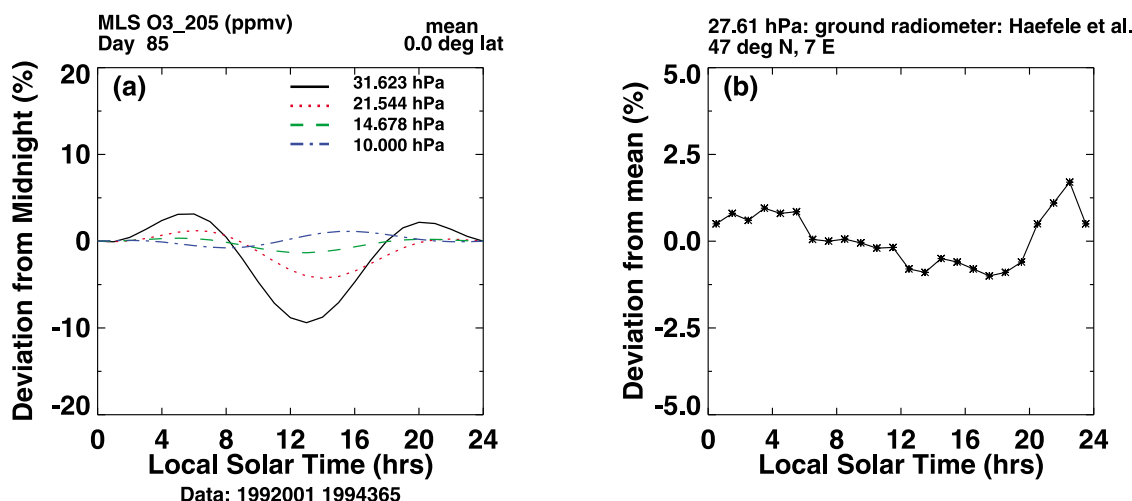 MLS O3_205 (ppmv) mean
Day 85 0.0 deg lat
(a)
31.623 hPa
21.544 hPa
14.678 hPa
10.000 hPa
Deviation from Midnight (%)
20
10
0
-10
-20
0 4 8 12 16 20 24
Local Solar Time (hrs)
Data: 1992001 1994365
27.61 hPa: ground radiometer: Haefele et al.
47 deg N, 7 E
(b)
Deviation from mean (%)
5.0
2.5
0.0
-2.5
-5.0
0 4 8 12 16 20 24
Local Solar Time (hrs)